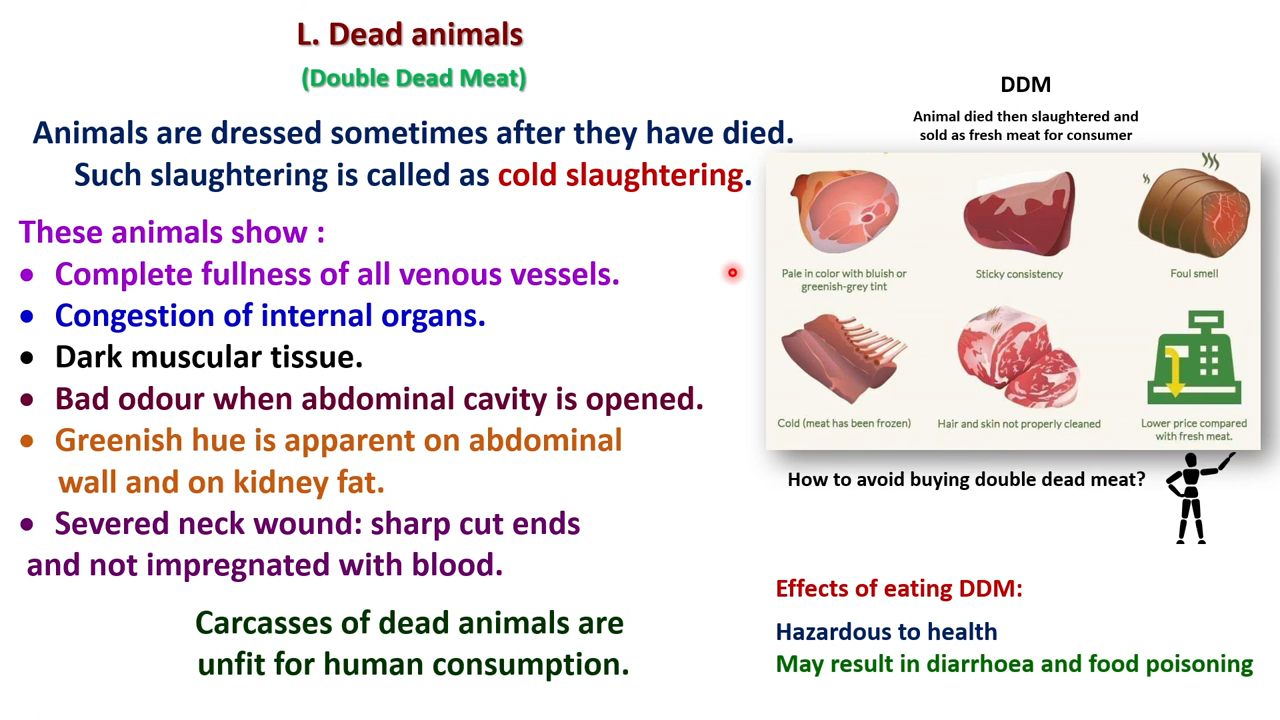 L. Dead animals
(Double Dead Meat)
Animals are dressed sometimes after they have died.
Such slaughtering is called as cold slaughtering.
These animals show :
• Complete fullness of all venous vessels.
• Congestion of internal organs.
• Dark muscular tissue.
• Bad odour when abdominal cavity is opened.
• Greenish hue is apparent on abdominal
wall and on kidney fat.
• Severed neck wound: sharp cut ends
and not impregnated with blood.
Carcasses of dead animals are
unfit for human consumption.
DDM
Animal died then slaughtered and
sold as fresh meat for consumer
Pale in color with bluish or
greenish-grey tint
Sticky consistency
Foul smell
Cold (meat has been frozen)
Hair and skin not properly cleaned
Lower price compared
with fresh meat.
How to avoid buying double dead meat?
Effects of eating DDM:
Hazardous to health
May result in diarrhoea and food poisoning